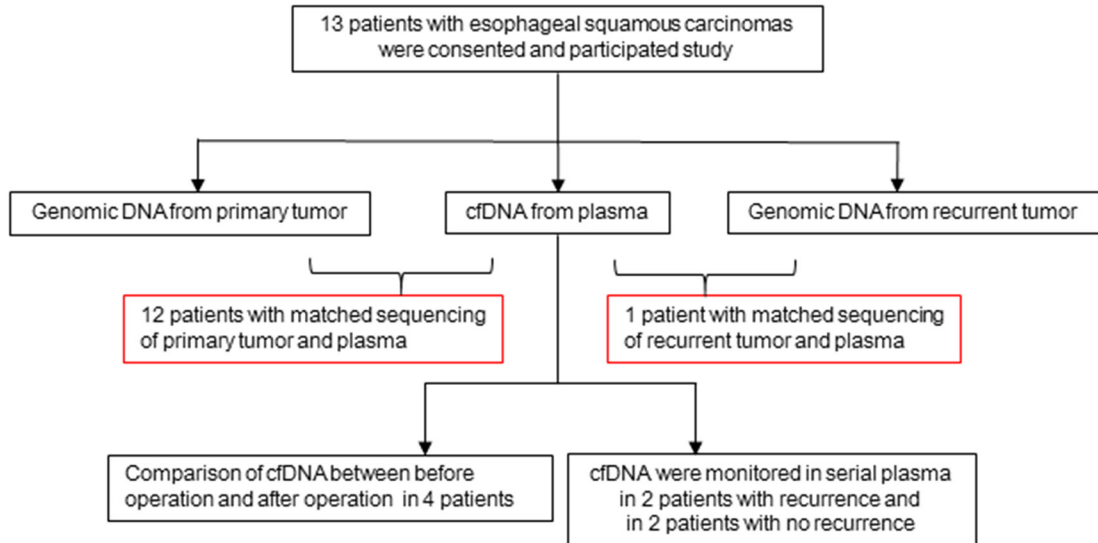 13 patients with esophageal squamous carcinomas
were consented and participated study
Genomic DNA from primary tumor
cfDNA from plasma
Genomic DNA from recurrent tumor
12 patients with matched sequencing
of primary tumor and plasma
1 patient with matched sequencing
of recurrent tumor and plasma
Comparison of cfDNA between before
operation and after operation in 4 patients
cfDNA were monitored in serial plasma
in 2 patients with recurrence and
in 2 patients with no recurrence